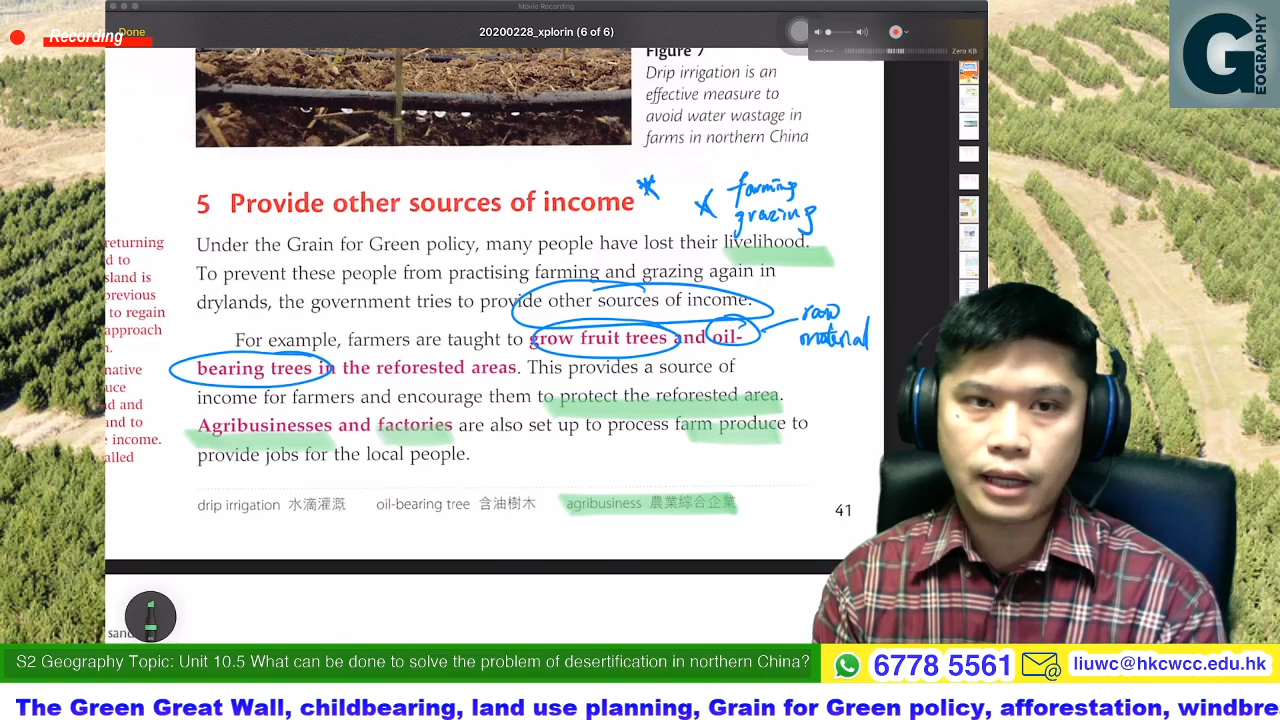 Movie Recording
Recording
Done
20200228_xplorin (6 of 6)
--:--
Zero KB
GEOGRAPHY
Figure 7
Drip irrigation is an
effective measure to
avoid water wastage in
farms in northern China
5 Provide other sources of income *
X farming
grazing
Under the Grain for Green policy, many people have lost their livelihood.
To prevent these people from practising farming and grazing again in
drylands, the government tries to provide other sources of income.
For example, farmers are taught to grow fruit trees and oil-
bearing trees in the reforested areas. This provides a source of
income for farmers and encourage them to protect the reforested area.
Agribusinesses and factories are also set up to process farm produce to
provide jobs for the local people.
raw
material
returning
d to
sland is
previous
to regain
approach
n.
native
uce
d and
and to
income.
alled
drip irrigation 水滴灌溉 oil-bearing tree 含油樹木 agribusiness 農業綜合企業
41
sand
S2 Geography Topic: Unit 10.5 What can be done to solve the problem of desertification in northern China?
6778 5561
liuwc@hkcwcc.edu.hk
The Green Great Wall, childbearing, land use planning, Grain for Green policy, afforestation, windbre